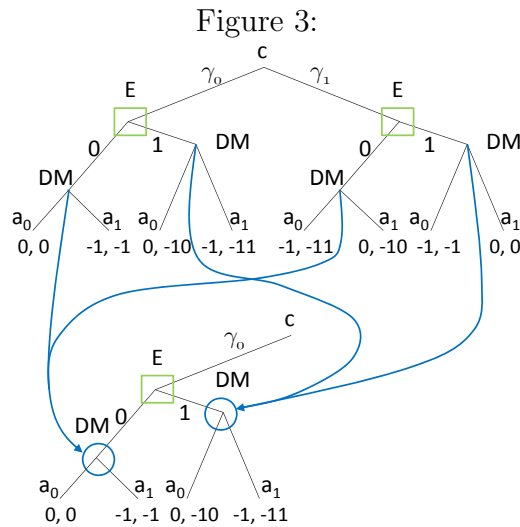 Figure 3:
c
γ₀ γ₁
E E
0 1 DM 0 1 DM
DM DM
a₀ a₁ a₀ a₁ a₀ a₁ a₀ a₁
0, 0 -1, -1 0, -10 -1, -11 -1, -11 0, -10 -1, -1 0, 0
c
γ₀
E
DM
0 1
DM
a₀ a₁ a₀ a₁
0, 0 -1, -1 0, -10 -1, -11